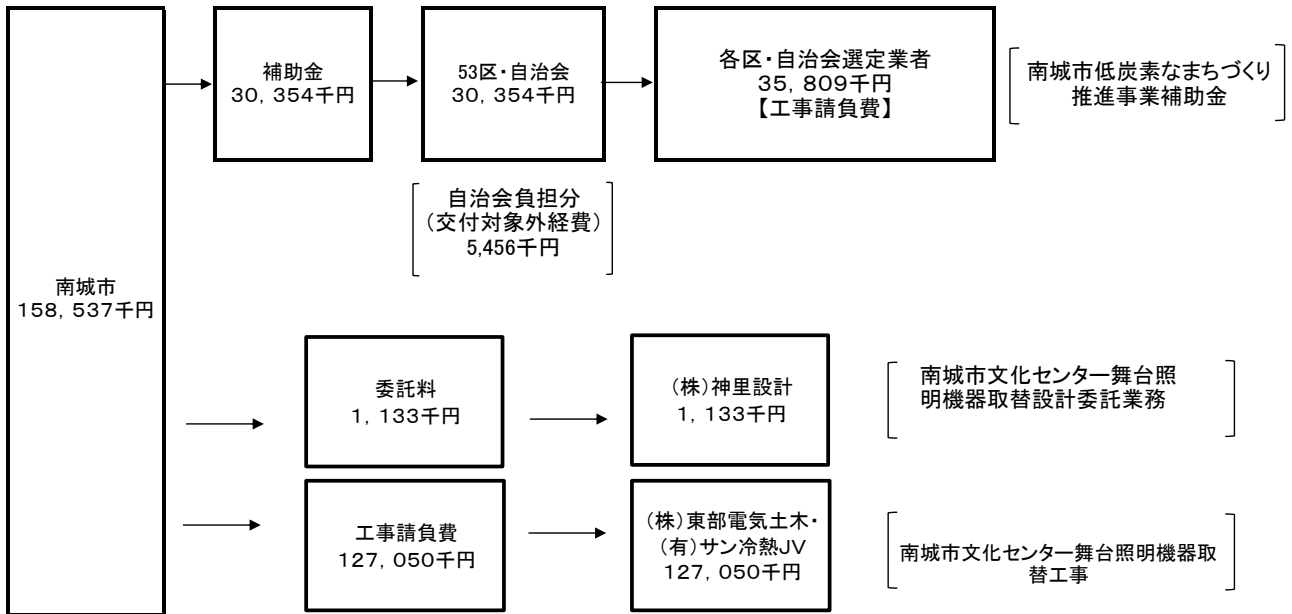 南城市
158，537千円
補助金
30，354千円
53区・自治会
30，354千円
各区・自治会選定業者
35，809千円
【工事請負費】
南城市低炭素なまちづくり
推進事業補助金
自治会負担分
（交付対象外経費）
5,456千円
委託料
1，133千円
（株）神里設計
1，133千円
南城市文化センター舞台照
明機器取替設計委託業務
工事請負費
127，050千円
（株）東部電気土木・
（有）サン冷熱JV
127，050千円
南城市文化センター舞台照明機器取
替工事